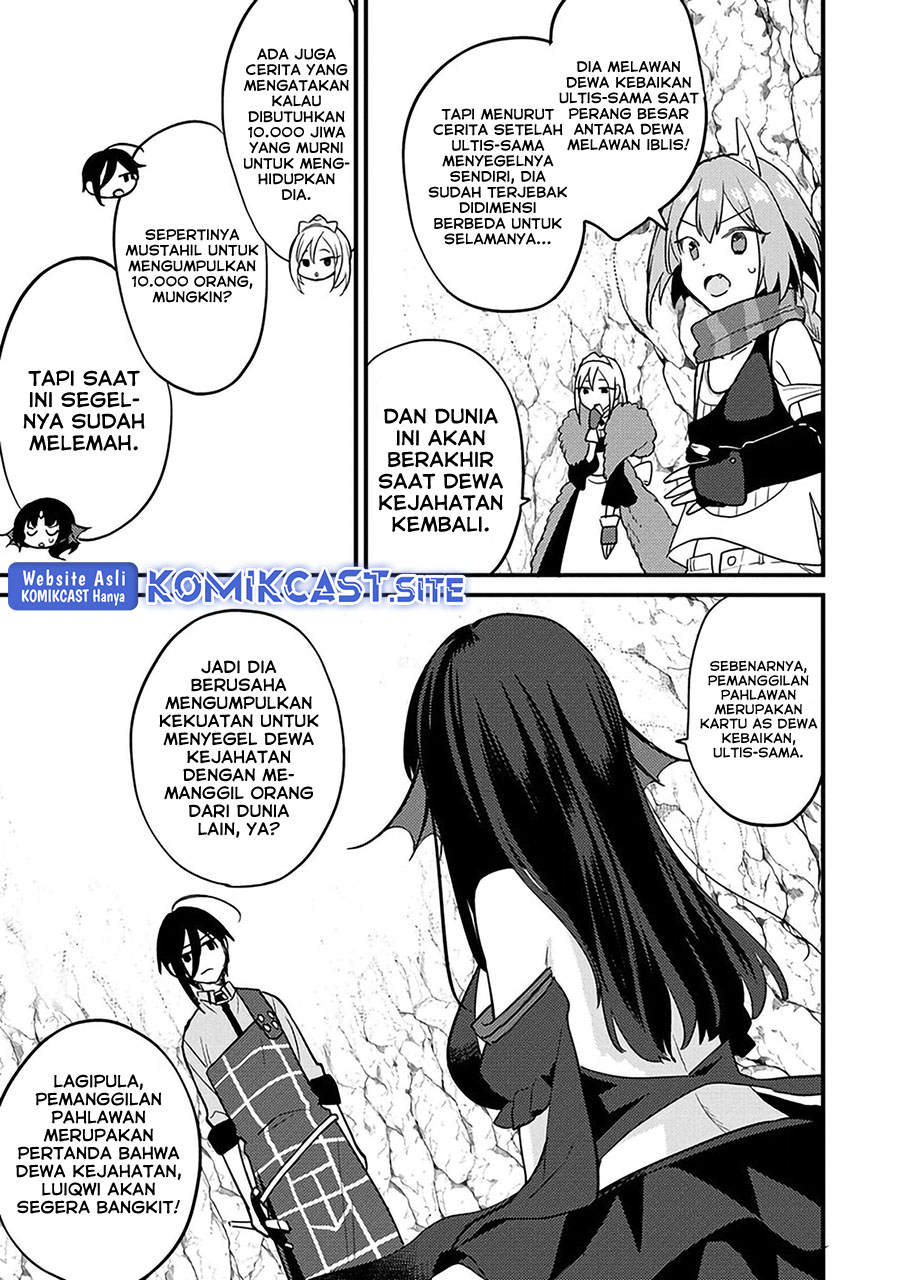 DIA MELAWAN
DEWA KEBAIKAN
ULTIS-SAMA SAAT
PERANG BESAR
ANTARA DEWA
MELAWAN IBLIS!
TAPI MENURUT
CERITA SETELAH
ULTIS-SAMA
MENYEGELNYA
SENDIRI, DIA
SUDAH TERJEBAK
DIDIMENSI
BERBEDA UNTUK
SELAMANYA...
DAN DUNIA
INI AKAN
BERAKHIR
SAAT DEWA
KEJAHATAN
KEMBALI.
ADA JUGA
CERITA YANG
MENGATAKAN
KALAU
DIBUTUHKAN
10.000 JIWA
YANG MURNI
UNTUK MENG-
HIDUPKAN
DIA.
SEPERTINYA
MUSTAHIL UNTUK
MENGUMPULKAN
10.000 ORANG,
MUNGKIN?
TAPI SAAT
INI SEGEL-
NYA SUDAH
MELEMAH.
Website Asli
KOMIKCAST Hanya
KOMIKCAST.SITE
SEBENARNYA,
PEMANGGILAN
PAHLAWAN
MERUPAKAN
KARTU AS DEWA
KEBAIKAN,
ULTIS-SAMA.
JADI DIA
BERUSAHA
MENGUMPULKAN
KEKUATAN UNTUK
MENYEGEL DEWA
KEJAHATAN
DENGAN ME-
MANGGIL ORANG
DARI DUNIA
LAIN, YA?
LAGIPULA,
PEMANGGILAN
PAHLAWAN
MERUPAKAN
PERTANDA BAHWA
DEWA KEJAHATAN,
LUIQWI AKAN
SEGERA BANGKIT!